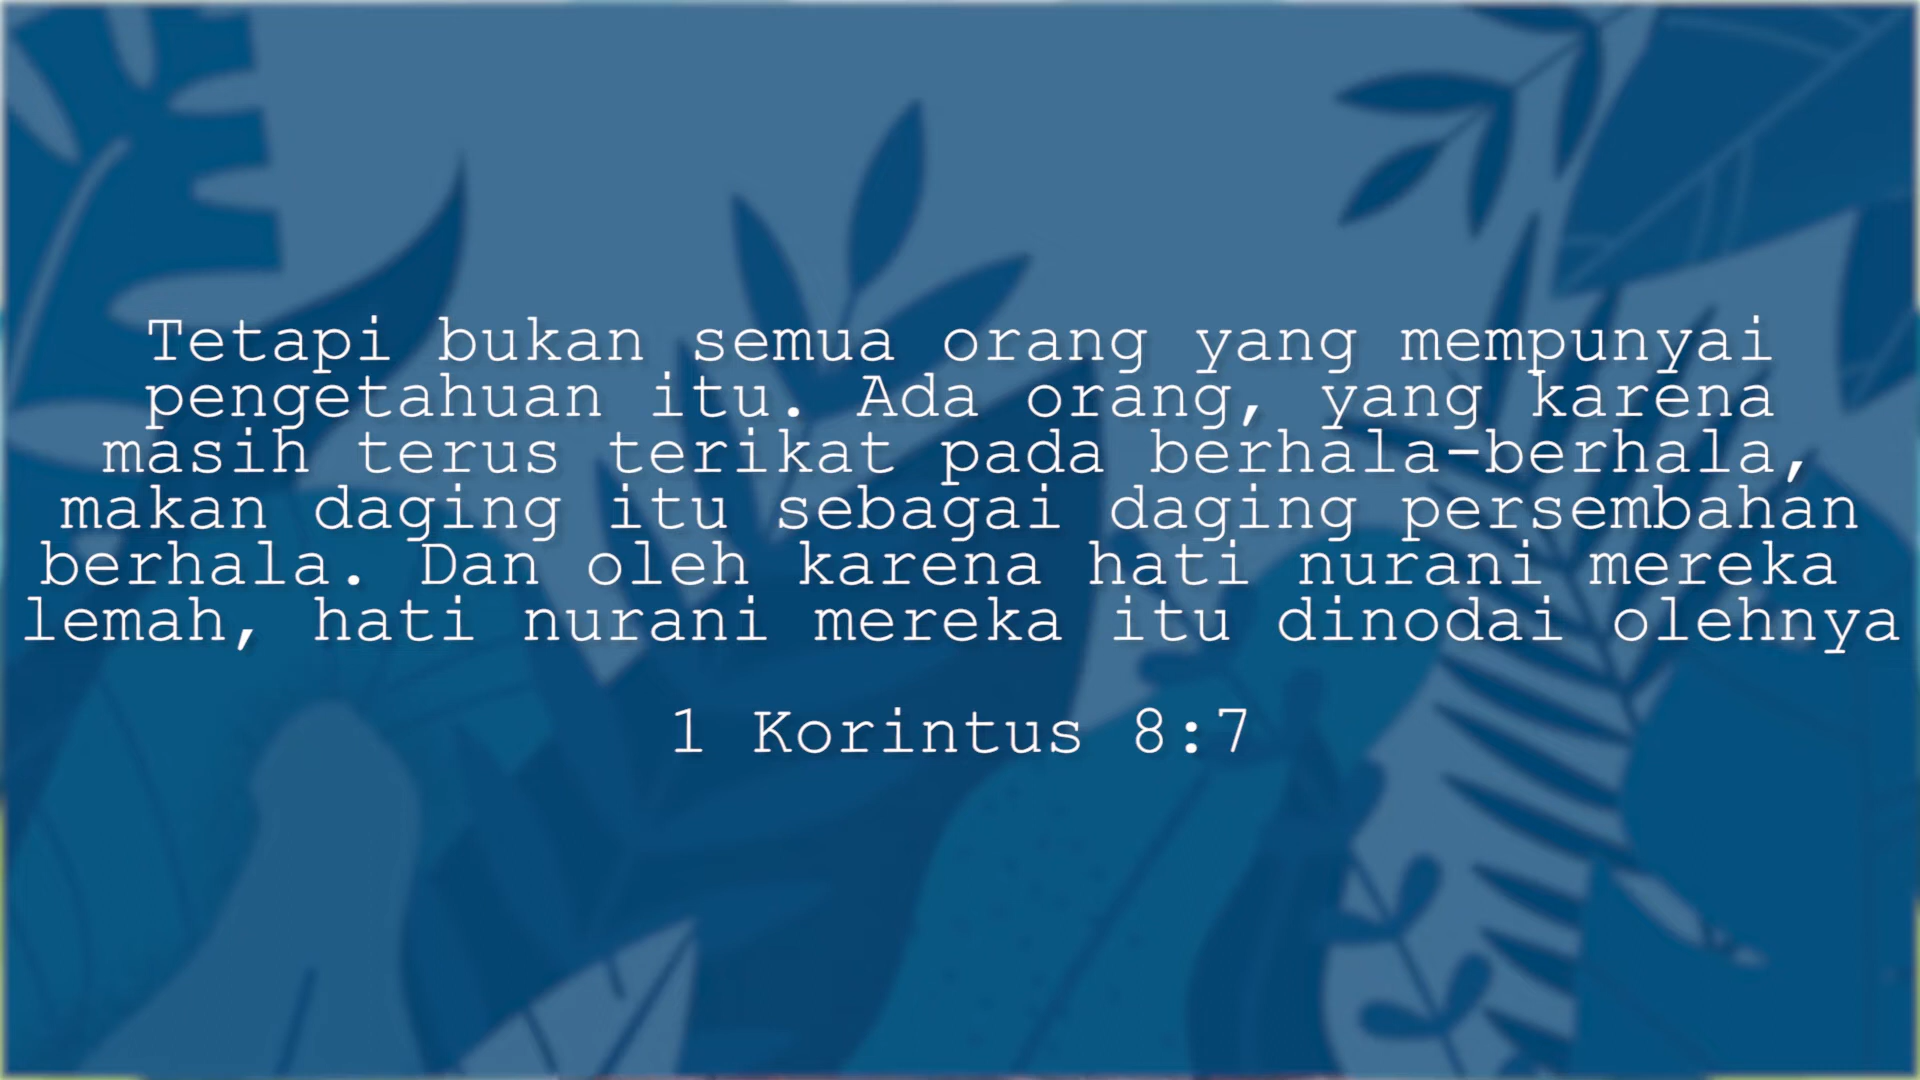 Tetapi bukan semua orang yang mempunyai
pengetahuan itu. Ada orang, yang karena
masih terus terikat pada berhala-berhala,
makan daging itu sebagai daging persembahan
berhala. Dan oleh karena hati nurani mereka
lemah, hati nurani mereka itu dinodai olehnya
1 Korintus 8:7